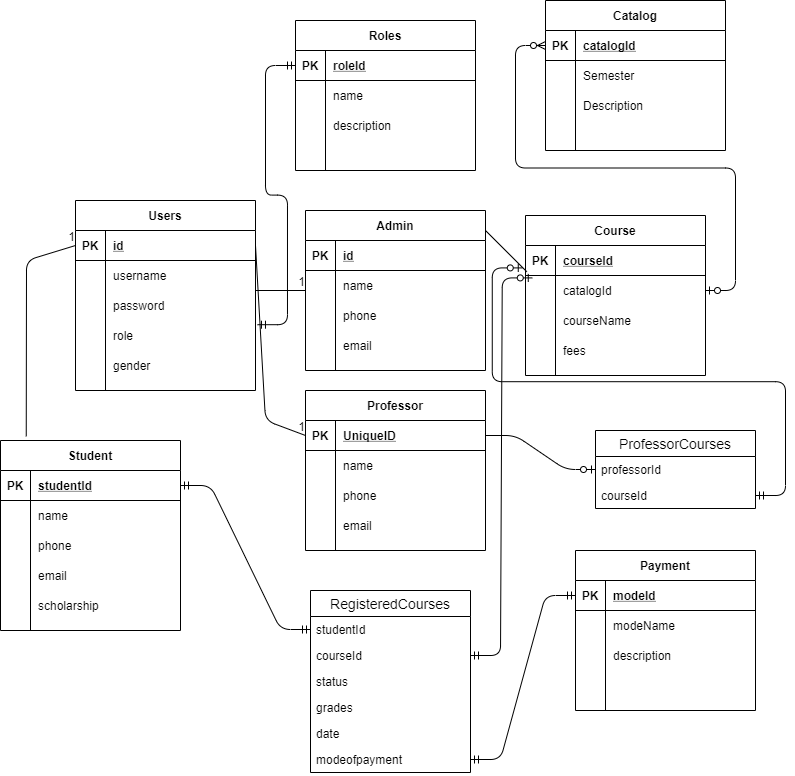 Catalog
PK catalogId
Semester
Description
Roles
PK roleId
name
description
Users
1
PK id
username
password
role
gender
Admin
PK id
1
name
phone
email
Course
PK courseId
catalogId
courseName
fees
Professor
1
PK UniqueID
name
phone
email
ProfessorCourses
professorId
courseId
Student
PK studentId
name
phone
email
scholarship
Payment
PK modeId
modeName
description
RegisteredCourses
studentId
courseId
status
grades
date
modeofpayment